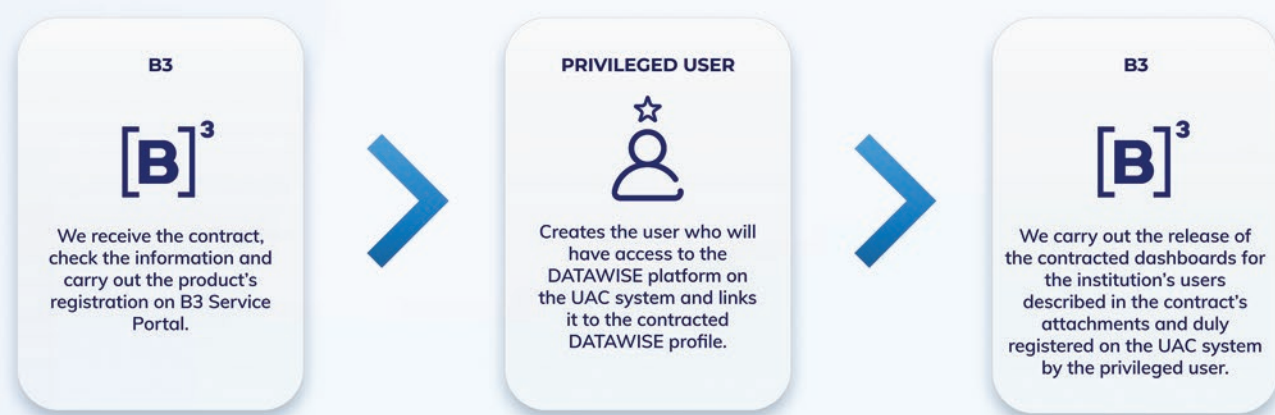 B3
[B]³
We receive the contract,
check the information and
carry out the product's
registration on B3 Service
Portal.
PRIVILEGED USER
Creates the user who will
have access to the
DATAWISE platform on
the UAC system and links
it to the contracted
DATAWISE profile.
B3
[B]³
We carry out the release of
the contracted dashboards for
the institution's users
described in the contract's
attachments and duly
registered on the UAC system
by the privileged user.